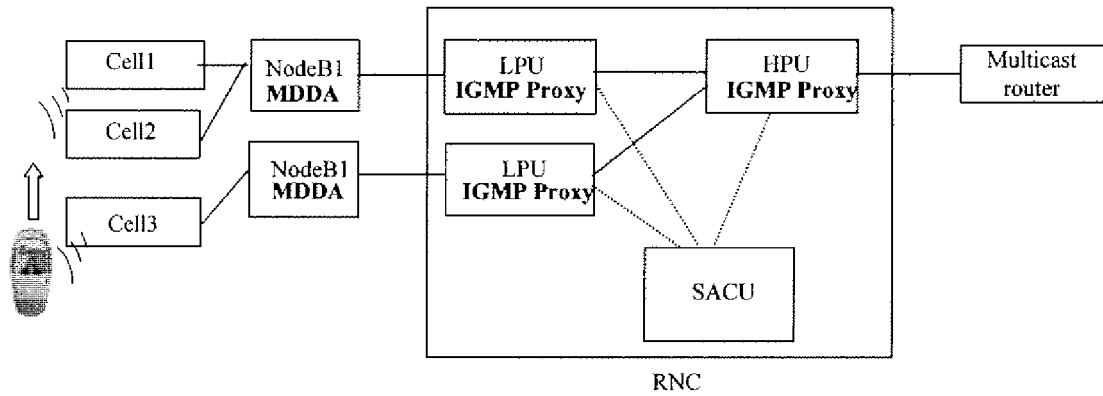 Cell1
Cell2
Cell3
NodeB1
MDDA
NodeB1
MDDA
LPU
IGMP Proxy
LPU
IGMP Proxy
HPU
IGMP Proxy
SACU
Multicast
router
RNC